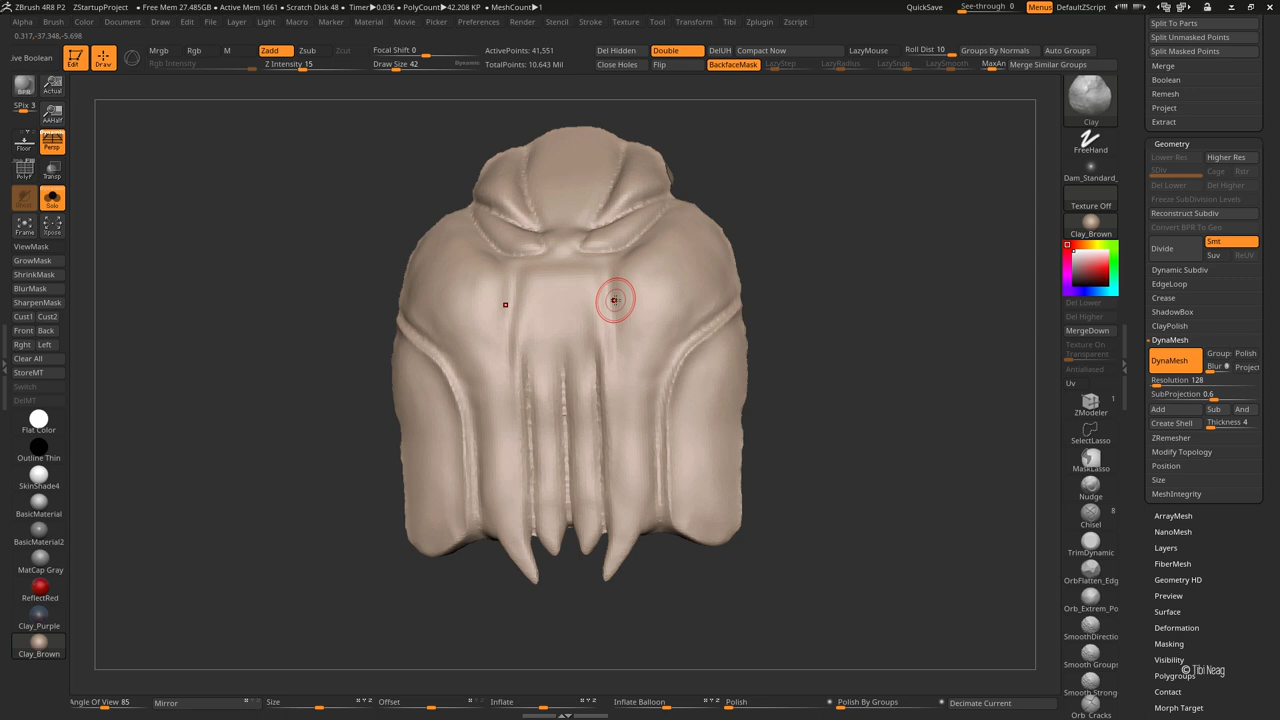 ZBrush 4R8 P2 ZStartupProject • Free Mem 27.485GB • Active Mem 1661 • Scratch Disk 48 • Timer▶0.036 • PolyCount▶42.208 KP • MeshCount▶1 QuickSave See-through 0 Menus DefaultZScript
Alpha Brush Color Document Draw Edit File Layer Light Macro Marker Material Movie Picker Preferences Render Stencil Stroke Texture Tool Transform Tibi Zplugin Zscript
0.317,-37.348,-5.698
ive Boolean Edit Draw Mrgb Rgb M Zadd Zsub Zcut Focal Shift 0 ActivePoints: 41,551 Del Hidden Double DelUH Compact Now LazyMouse Roll Dist 10 Groups By Normals Auto Groups
Rgb Intensity Z Intensity 15 Draw Size 42 Dynamic TotalPoints: 10.643 Mil Close Holes Flip BackfaceMask LazyStep LazyRadius LazySnap LazySmooth MaxAn Merge Similar Groups
BPR
SPix 3
Actual
AAHalf
Floor
Persp
PolyF
Transp
Solo
Frame
Xpose
ViewMask
GrowMask
ShrinkMask
BlurMask
SharpenMask
Cust1 Cust2
Front Back
Rght Left
Clear All
StoreMT
Switch
DelMT
Flat Color
Outline Thin
SkinShade4
BasicMaterial
BasicMaterial2
MatCap Gray
ReflectRed
Clay_Purple
Clay_Brown
Clay
FreeHand
Dam_Standard_
Texture Off
Clay_Brown
Del Lower
Del Higher
MergeDown
Texture On
Transparent
Antialiased
Uv
1
ZModeler
SelectLasso
MaskLasso
Nudge
8
Chisel
TrimDynamic
OrbFlatten_Edg
Orb_Extrem_Po
SmoothDirectio
Smooth Groups
Smooth_Strong
Orb_Cracks
Split To Parts
Split Unmasked Points
Split Masked Points
Merge
Boolean
Remesh
Project
Extract
Geometry
Lower Res Higher Res
SDiv Cage Rstr
Del Lower Del Higher
Freeze SubDivision Levels
Reconstruct Subdiv
Convert BPR To Geo
Divide Smt
Suv ReUV
Dynamic Subdiv
EdgeLoop
Crease
ShadowBox
ClayPolish
DynaMesh
DynaMesh Group: Polish
Blur Project
Resolution 128
SubProjection 0.6
Add Sub And
Create Shell Thickness 4
ZRemesher
Modify Topology
Position
Size
MeshIntegrity
ArrayMesh
NanoMesh
Layers
FiberMesh
Geometry HD
Preview
Surface
Deformation
Masking
Visibility
Polygroups
Contact
Morph Target
© Tibi Neag
Angle Of View 85 Mirror Size Offset Inflate Inflate Balloon Polish Polish By Groups Decimate Current